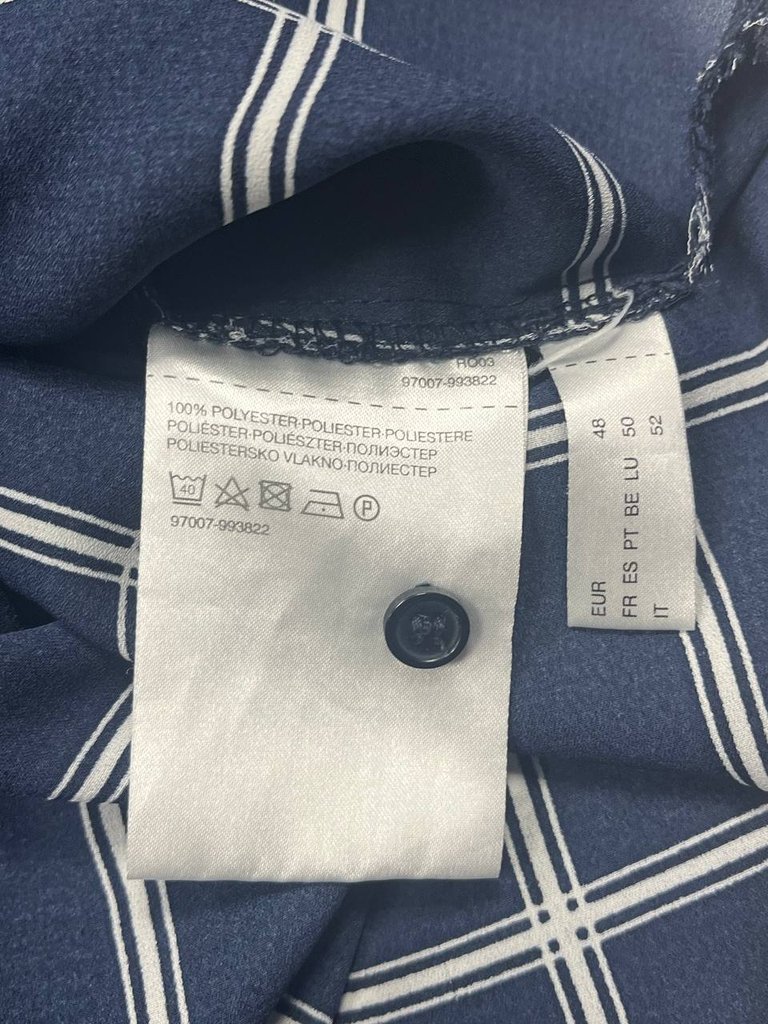 RO03
97007-993822
100% POLYESTER·POLIESTER·POLIESTERE
POLIÉSTER·POLIÉSZTER·ПОЛИЭСТЕР
POLIESTERSKO VLAKNO·ПОЛИЕСТЕР
40 P
97007-993822
EUR 48
FR ES PT BE LU 50
IT 52